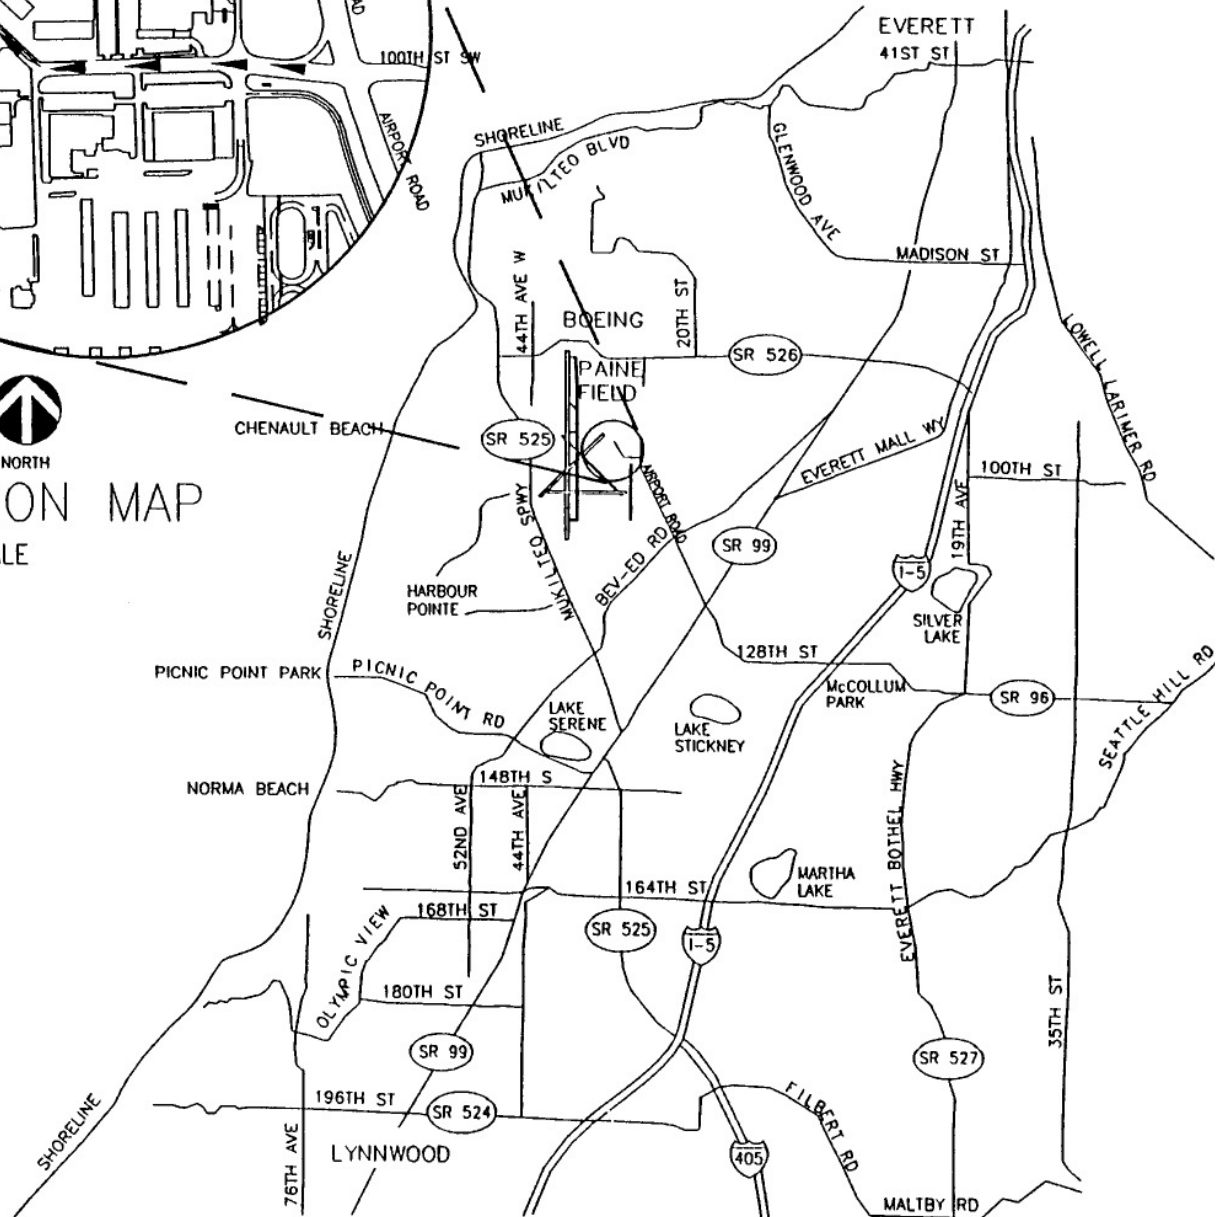 EVERETT
41ST ST
100TH ST SW
AIRPORT ROAD
SHORELINE
MUKILTEO BLVD
GLENWOOD AVE
MADISON ST
44TH AVE W
BOEING
20TH ST
SR 526
LOWELL LARIMER RD
PAINE
FIELD
NORTH
CHENAULT BEACH
SR 525
EVERETT MALL WY
100TH ST
19TH AVE
ON MAP
LE
AIRPORT ROAD
MUKILTEO SPWY
BEV-ED RD
SR 99
I-5
HARBOUR
POINTE
SHORELINE
SILVER
LAKE
128TH ST
PICNIC POINT PARK
PICNIC POINT RD
McCOLLUM
PARK
SR 96
SEATTLE HILL RD
LAKE
SERENE
LAKE
STICKNEY
NORMA BEACH
148TH S
52ND AVE
44TH AVE
EVERETT BOTHEL HWY
MARTHA
LAKE
164TH ST
168TH ST
OLYMPIC VIEW
SR 525
I-5
180TH ST
35TH ST
SR 99
SR 527
196TH ST
SR 524
FILBERT RD
SHORELINE
76TH AVE
LYNNWOOD
405
MALTBY RD